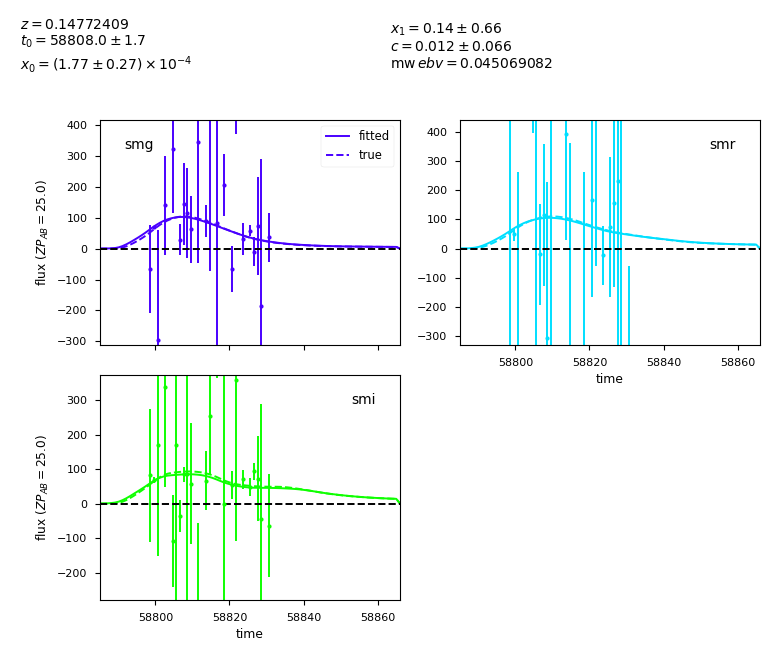 z = 0.14772409
t₀ = 58808.0 ± 1.7
x₀ = (1.77 ± 0.27) × 10⁻⁴
x₁ = 0.14 ± 0.66
c = 0.012 ± 0.066
mw ebv = 0.045069082
400
300
200
100
0
−100
−200
−300
flux (ZP_AB = 25.0)
smg
fitted
true
400
300
200
100
0
−100
−200
−300
smr
58800
58820
58840
58860
time
300
200
100
0
−100
−200
flux (ZP_AB = 25.0)
smi
58800
58820
58840
58860
time